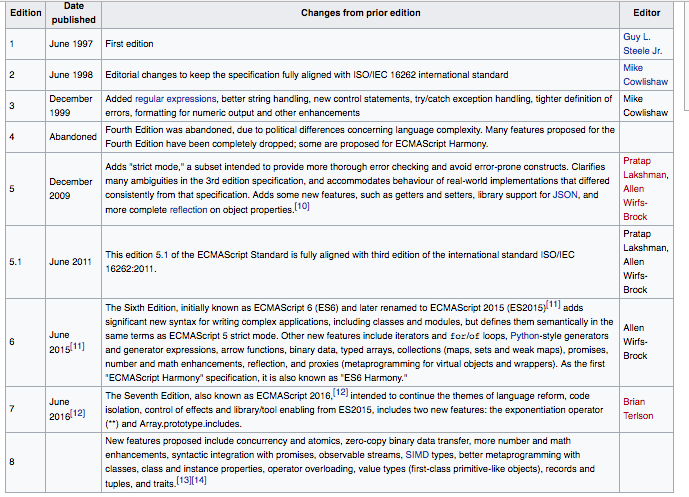 Edition Date published Changes from prior edition Editor
1 June 1997 First edition Guy L. Steele Jr.
2 June 1998 Editorial changes to keep the specification fully aligned with ISO/IEC 16262 international standard Mike Cowlishaw
3 December 1999 Added regular expressions, better string handling, new control statements, try/catch exception handling, tighter definition of
errors, formatting for numeric output and other enhancements Mike Cowlishaw
4 Abandoned Fourth Edition was abandoned, due to political differences concerning language complexity. Many features proposed for the
Fourth Edition have been completely dropped; some are proposed for ECMAScript Harmony.
5 December 2009 Adds "strict mode," a subset intended to provide more thorough error checking and avoid error-prone constructs. Clarifies
many ambiguities in the 3rd edition specification, and accommodates behaviour of real-world implementations that differed
consistently from that specification. Adds some new features, such as getters and setters, library support for JSON, and
more complete reflection on object properties.[10] Pratap Lakshman, Allen Wirfs-Brock
5.1 June 2011 This edition 5.1 of the ECMAScript Standard is fully aligned with third edition of the international standard ISO/IEC
16262:2011. Pratap Lakshman, Allen Wirfs-Brock
6 June 2015[11] The Sixth Edition, initially known as ECMAScript 6 (ES6) and later renamed to ECMAScript 2015 (ES2015)[11] adds
significant new syntax for writing complex applications, including classes and modules, but defines them semantically in the
same terms as ECMAScript 5 strict mode. Other new features include iterators and for/of loops, Python-style generators
and generator expressions, arrow functions, binary data, typed arrays, collections (maps, sets and weak maps), promises,
number and math enhancements, reflection, and proxies (metaprogramming for virtual objects and wrappers). As the first
"ECMAScript Harmony" specification, it is also known as "ES6 Harmony." Allen Wirfs-Brock
7 June 2016[12] The Seventh Edition, also known as ECMAScript 2016,[12] intended to continue the themes of language reform, code
isolation, control of effects and library/tool enabling from ES2015, includes two new features: the exponentiation operator
(**) and Array.prototype.includes. Brian Terlson
8 New features proposed include concurrency and atomics, zero-copy binary data transfer, more number and math
enhancements, syntactic integration with promises, observable streams, SIMD types, better metaprogramming with
classes, class and instance properties, operator overloading, value types (first-class primitive-like objects), records and
tuples, and traits.[13][14]